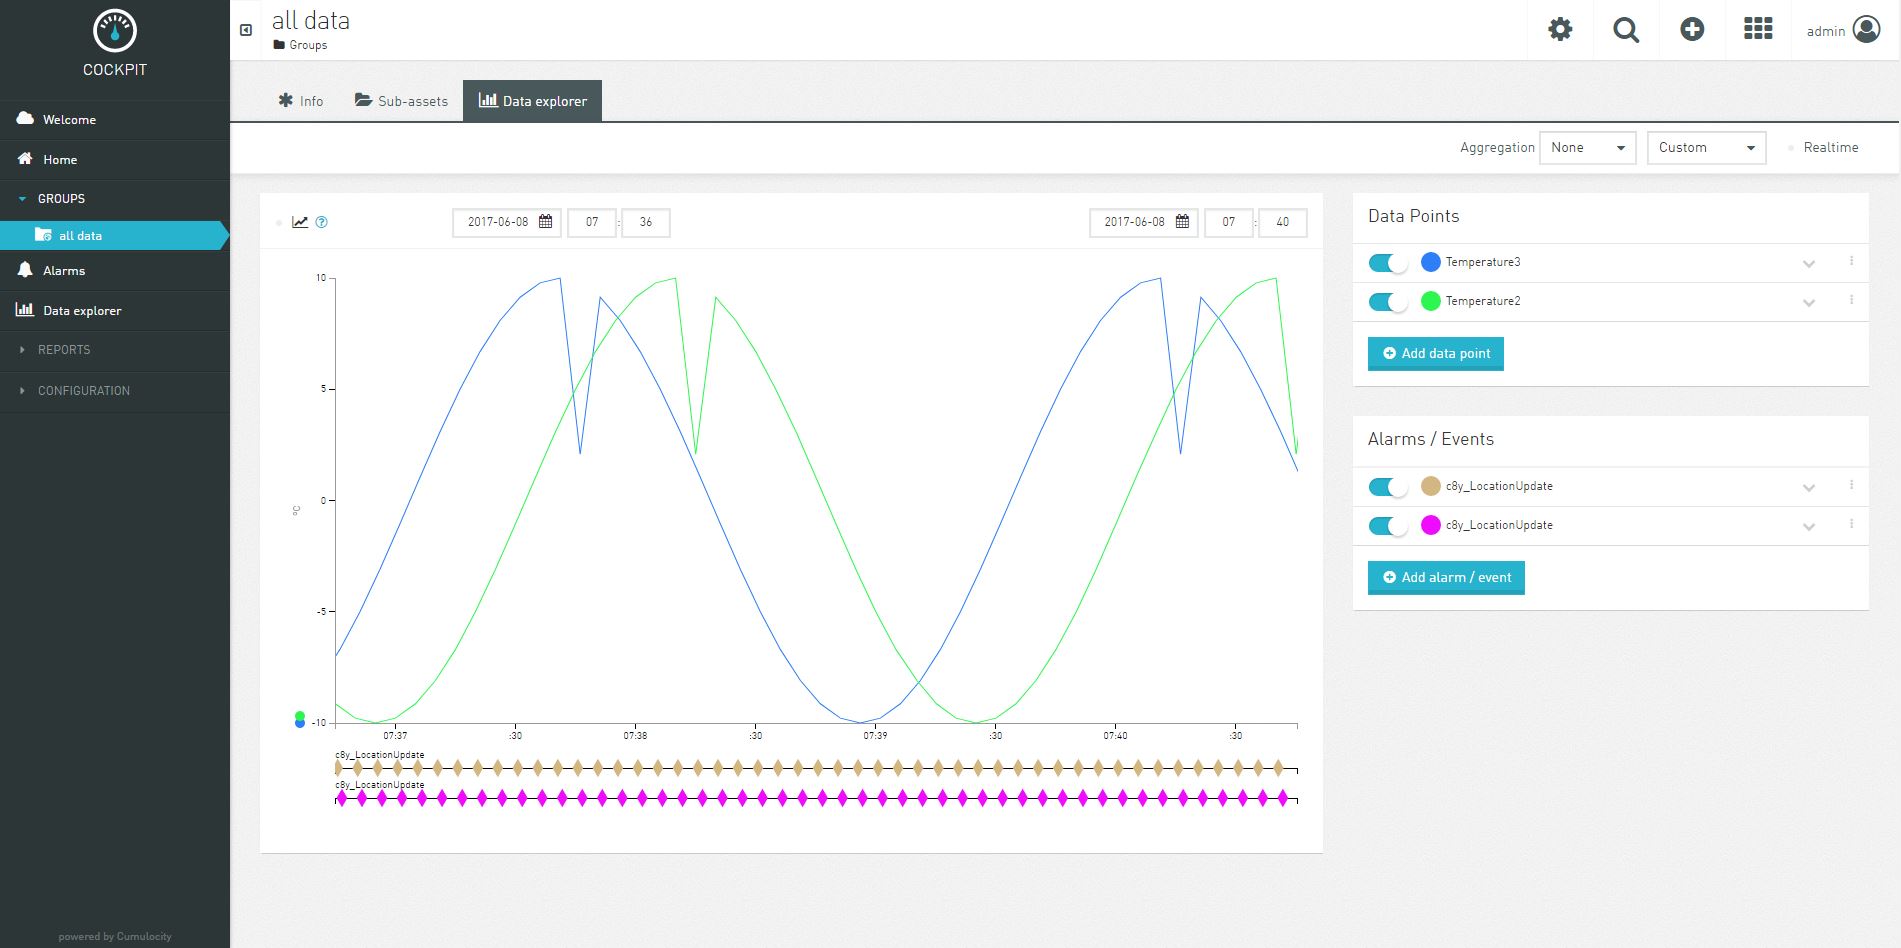 COCKPIT
Welcome
Home
GROUPS
all data
Alarms
Data explorer
REPORTS
CONFIGURATION
powered by Cumulocity
all data
Groups
admin
Info
Sub-assets
Data explorer
Aggregation
None
Custom
Realtime
2017-06-08
07
:
36
2017-06-08
07
:
40
10
5
0
-5
-10
°C
07:37
:30
07:38
:30
07:39
:30
07:40
:30
c8y_LocationUpdate
c8y_LocationUpdate
Data Points
Temperature3
Temperature2
Add data point
Alarms / Events
c8y_LocationUpdate
c8y_LocationUpdate
Add alarm / event